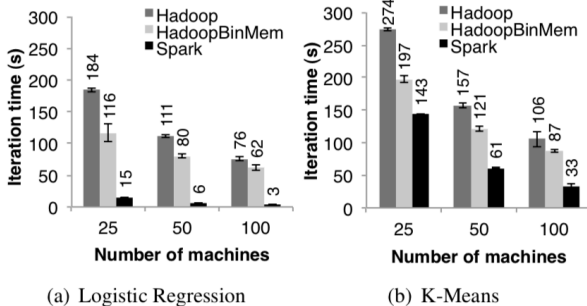 Iteration time (s)
300
250
200
150
100
50
0
Hadoop
HadoopBinMem
Spark
184
116
15
111
80
6
76
62
3
25 50 100
Number of machines
(a) Logistic Regression
Iteration time (s)
300
250
200
150
100
50
0
Hadoop
HadoopBinMem
Spark
274
197
143
157
121
61
106
87
33
25 50 100
Number of machines
(b) K-Means